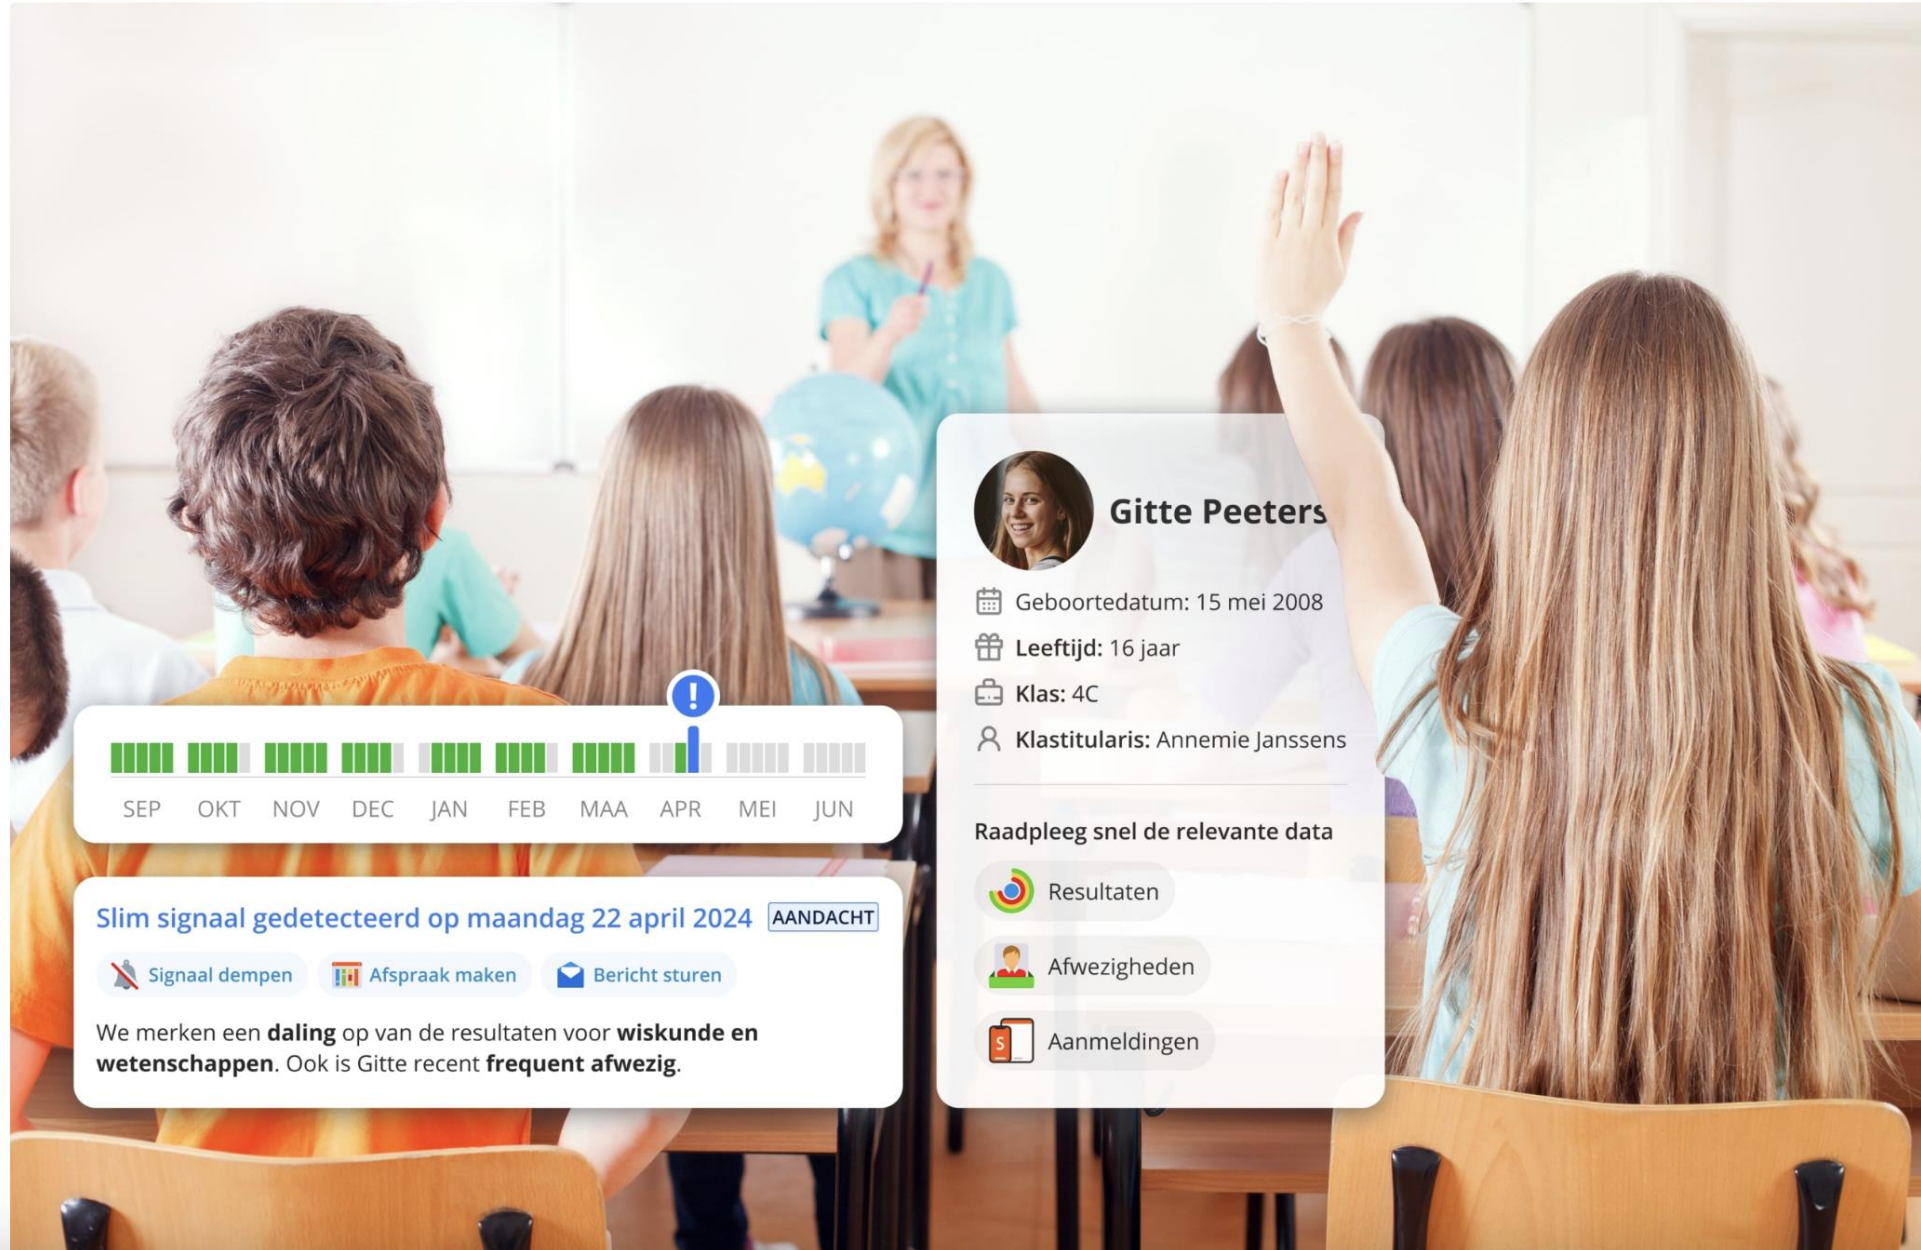 !
SEP OKT NOV DEC JAN FEB MAA APR MEI JUN
Slim signaal gedetecteerd op maandag 22 april 2024 AANDACHT
Signaal dempen Afspraak maken Bericht sturen
We merken een daling op van de resultaten voor wiskunde en
wetenschappen. Ook is Gitte recent frequent afwezig.
Gitte Peeters
Geboortedatum: 15 mei 2008
Leeftijd: 16 jaar
Klas: 4C
Klastitularis: Annemie Janssens
Raadpleeg snel de relevante data
Resultaten
Afwezigheden
S
Aanmeldingen